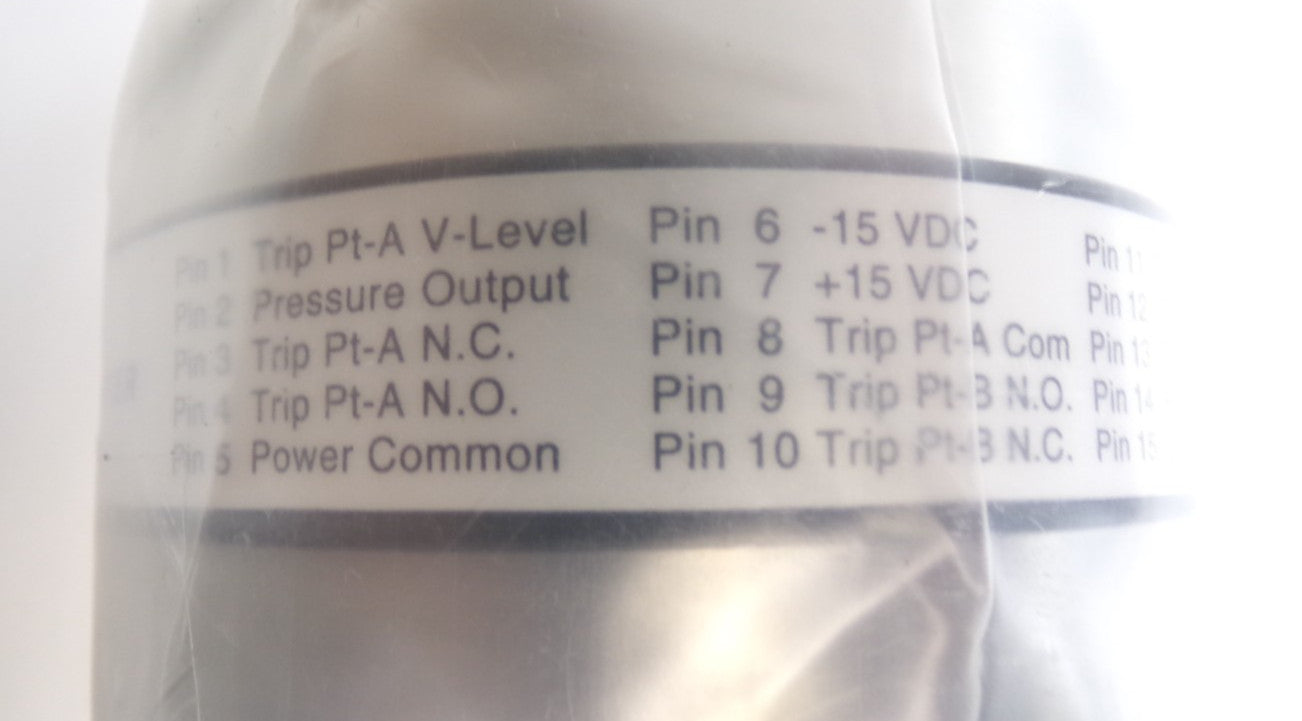 Pin 1 Trip Pt-A V-Level Pin 6 -15 VDC Pin 11
Pin 2 Pressure Output Pin 7 +15 VDC Pin 12
Pin 3 Trip Pt-A N.C. Pin 8 Trip Pt-A Com Pin 13
Pin 4 Trip Pt-A N.O. Pin 9 Trip Pt-B N.O. Pin 14
Pin 5 Power Common Pin 10 Trip Pt-B N.C. Pin 15